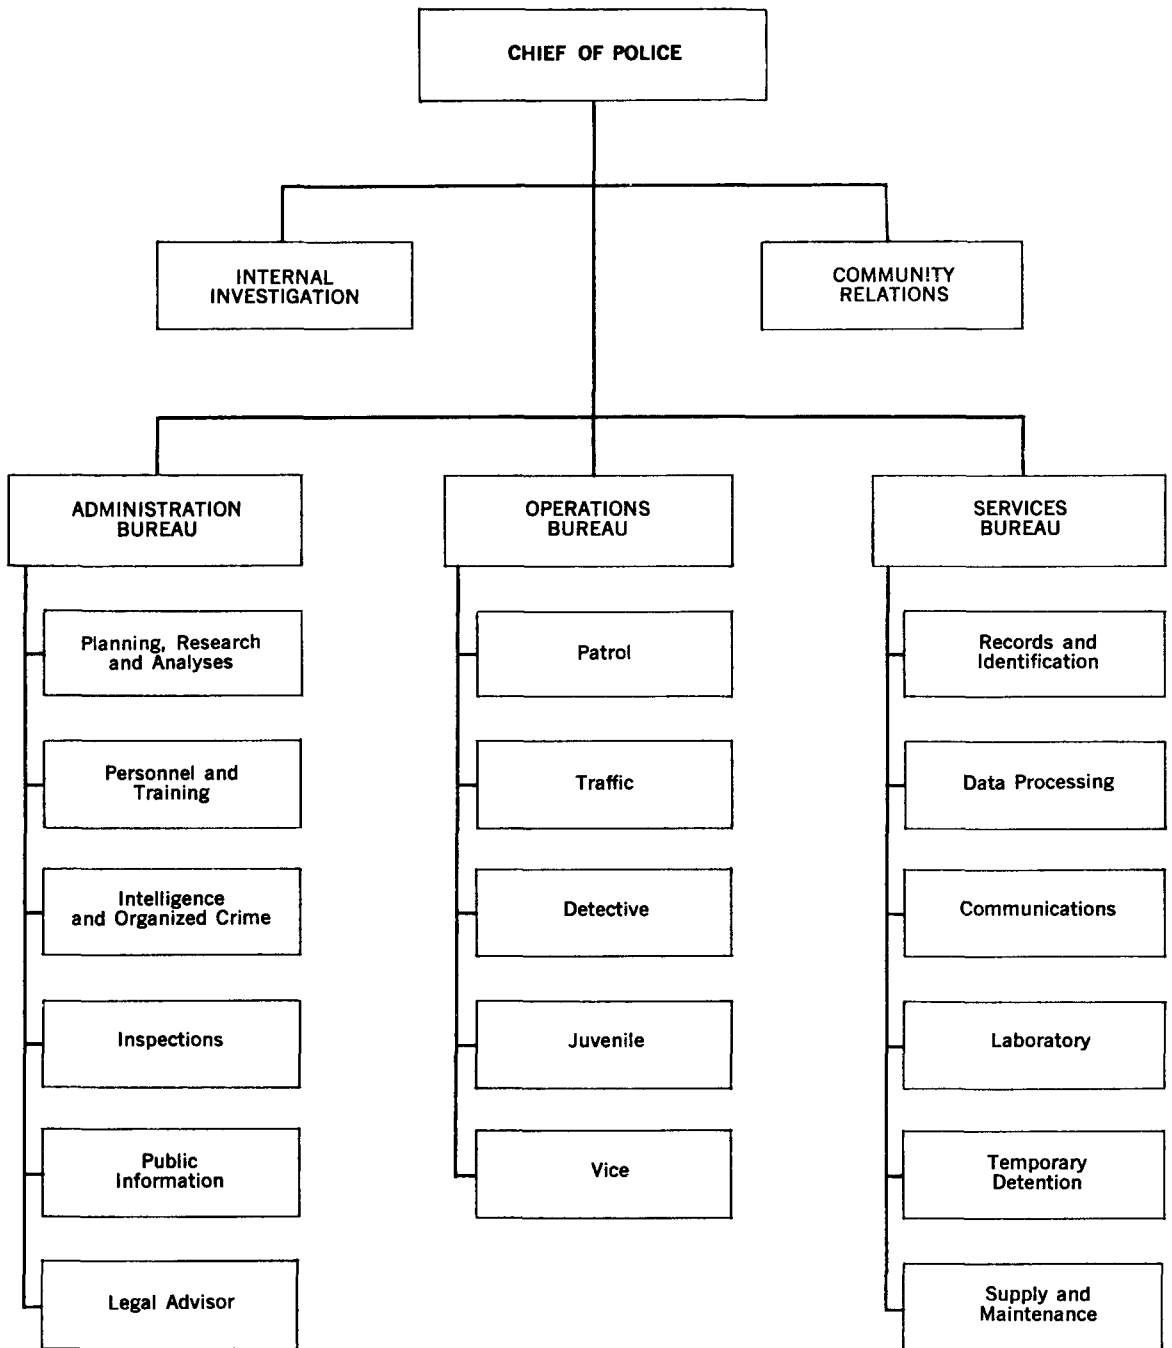 CHIEF OF POLICE
INTERNAL
INVESTIGATION
COMMUNITY
RELATIONS
ADMINISTRATION
BUREAU
Planning, Research
and Analyses
Personnel and
Training
Intelligence
and Organized Crime
Inspections
Public
Information
Legal Advisor
OPERATIONS
BUREAU
Patrol
Traffic
Detective
Juvenile
Vice
SERVICES
BUREAU
Records and
Identification
Data Processing
Communications
Laboratory
Temporary
Detention
Supply and
Maintenance